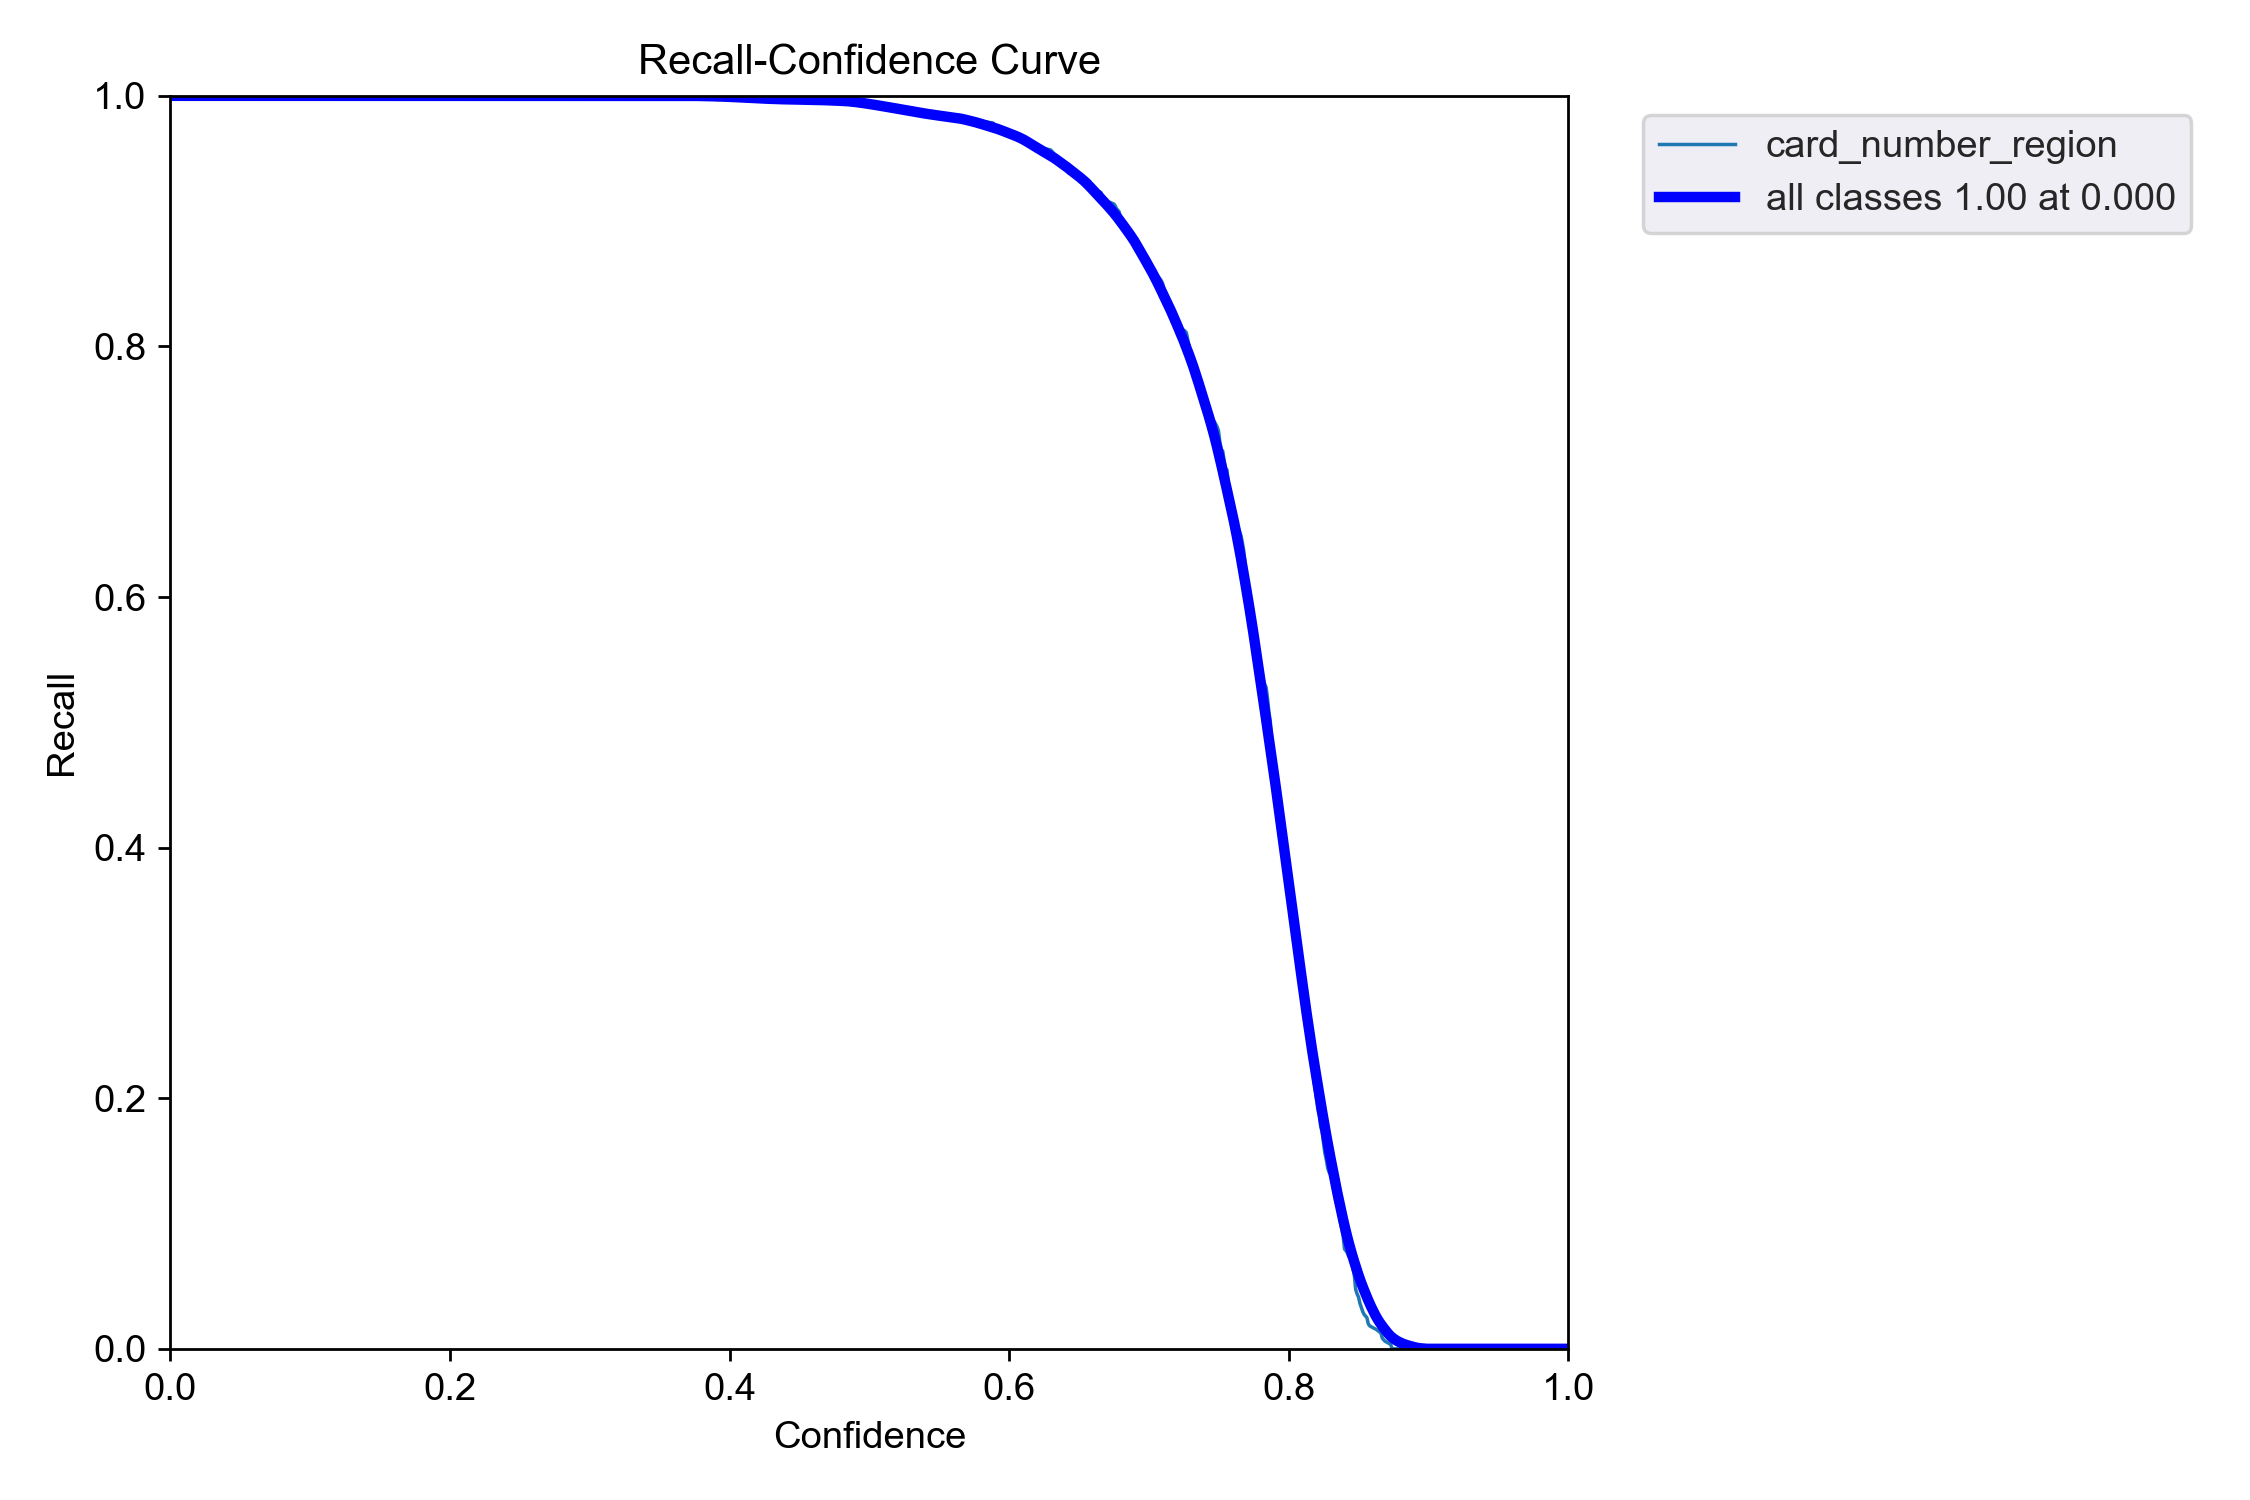 Recall-Confidence Curve
1.0
0.8
0.6
0.4
0.2
0.0
Recall
0.0 0.2 0.4 0.6 0.8 1.0
Confidence
card_number_region
all classes 1.00 at 0.000